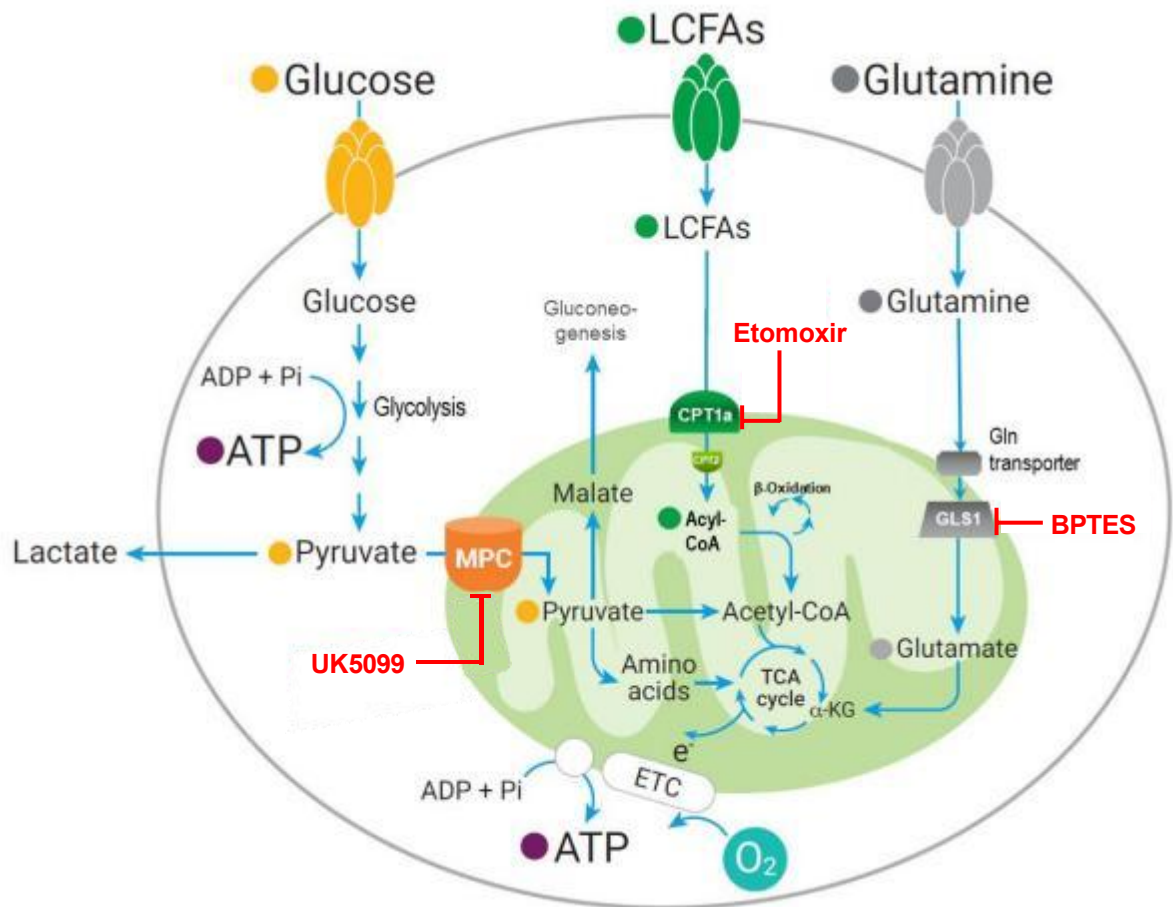 LCFAs
Glucose
Glutamine
LCFAs
Glucose
Glutamine
Gluconeo-
genesis
Etomoxir
ADP + Pi
Glycolysis
CPT1a
ATP
CPT2
Gln
transporter
Malate
β-Oxidation
Acyl-
CoA
GLS1
BPTES
Lactate
Pyruvate
MPC
Pyruvate
Acetyl-CoA
UK5099
Amino
acids
TCA
cycle
Glutamate
α-KG
e-
ETC
ADP + Pi
ATP
O2